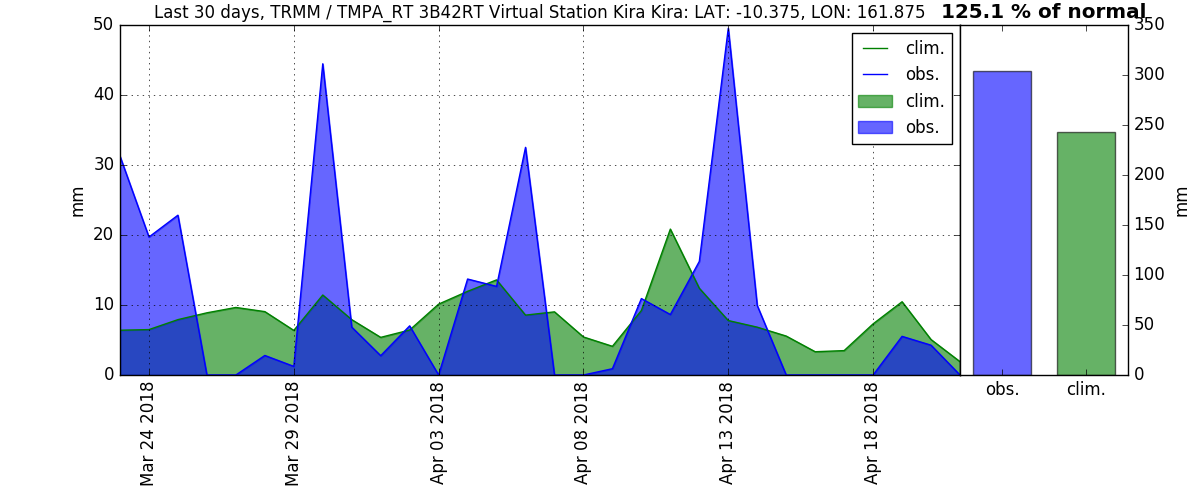 Last 30 days, TRMM / TMPA_RT 3B42RT Virtual Station Kira Kira: LAT: -10.375, LON: 161.875 125.1 % of normal
50
40
30
20
10
0
mm
clim.
obs.
clim.
obs.
350
300
250
200
150
100
50
0
mm
Mar 24 2018
Mar 29 2018
Apr 03 2018
Apr 08 2018
Apr 13 2018
Apr 18 2018
obs.
clim.